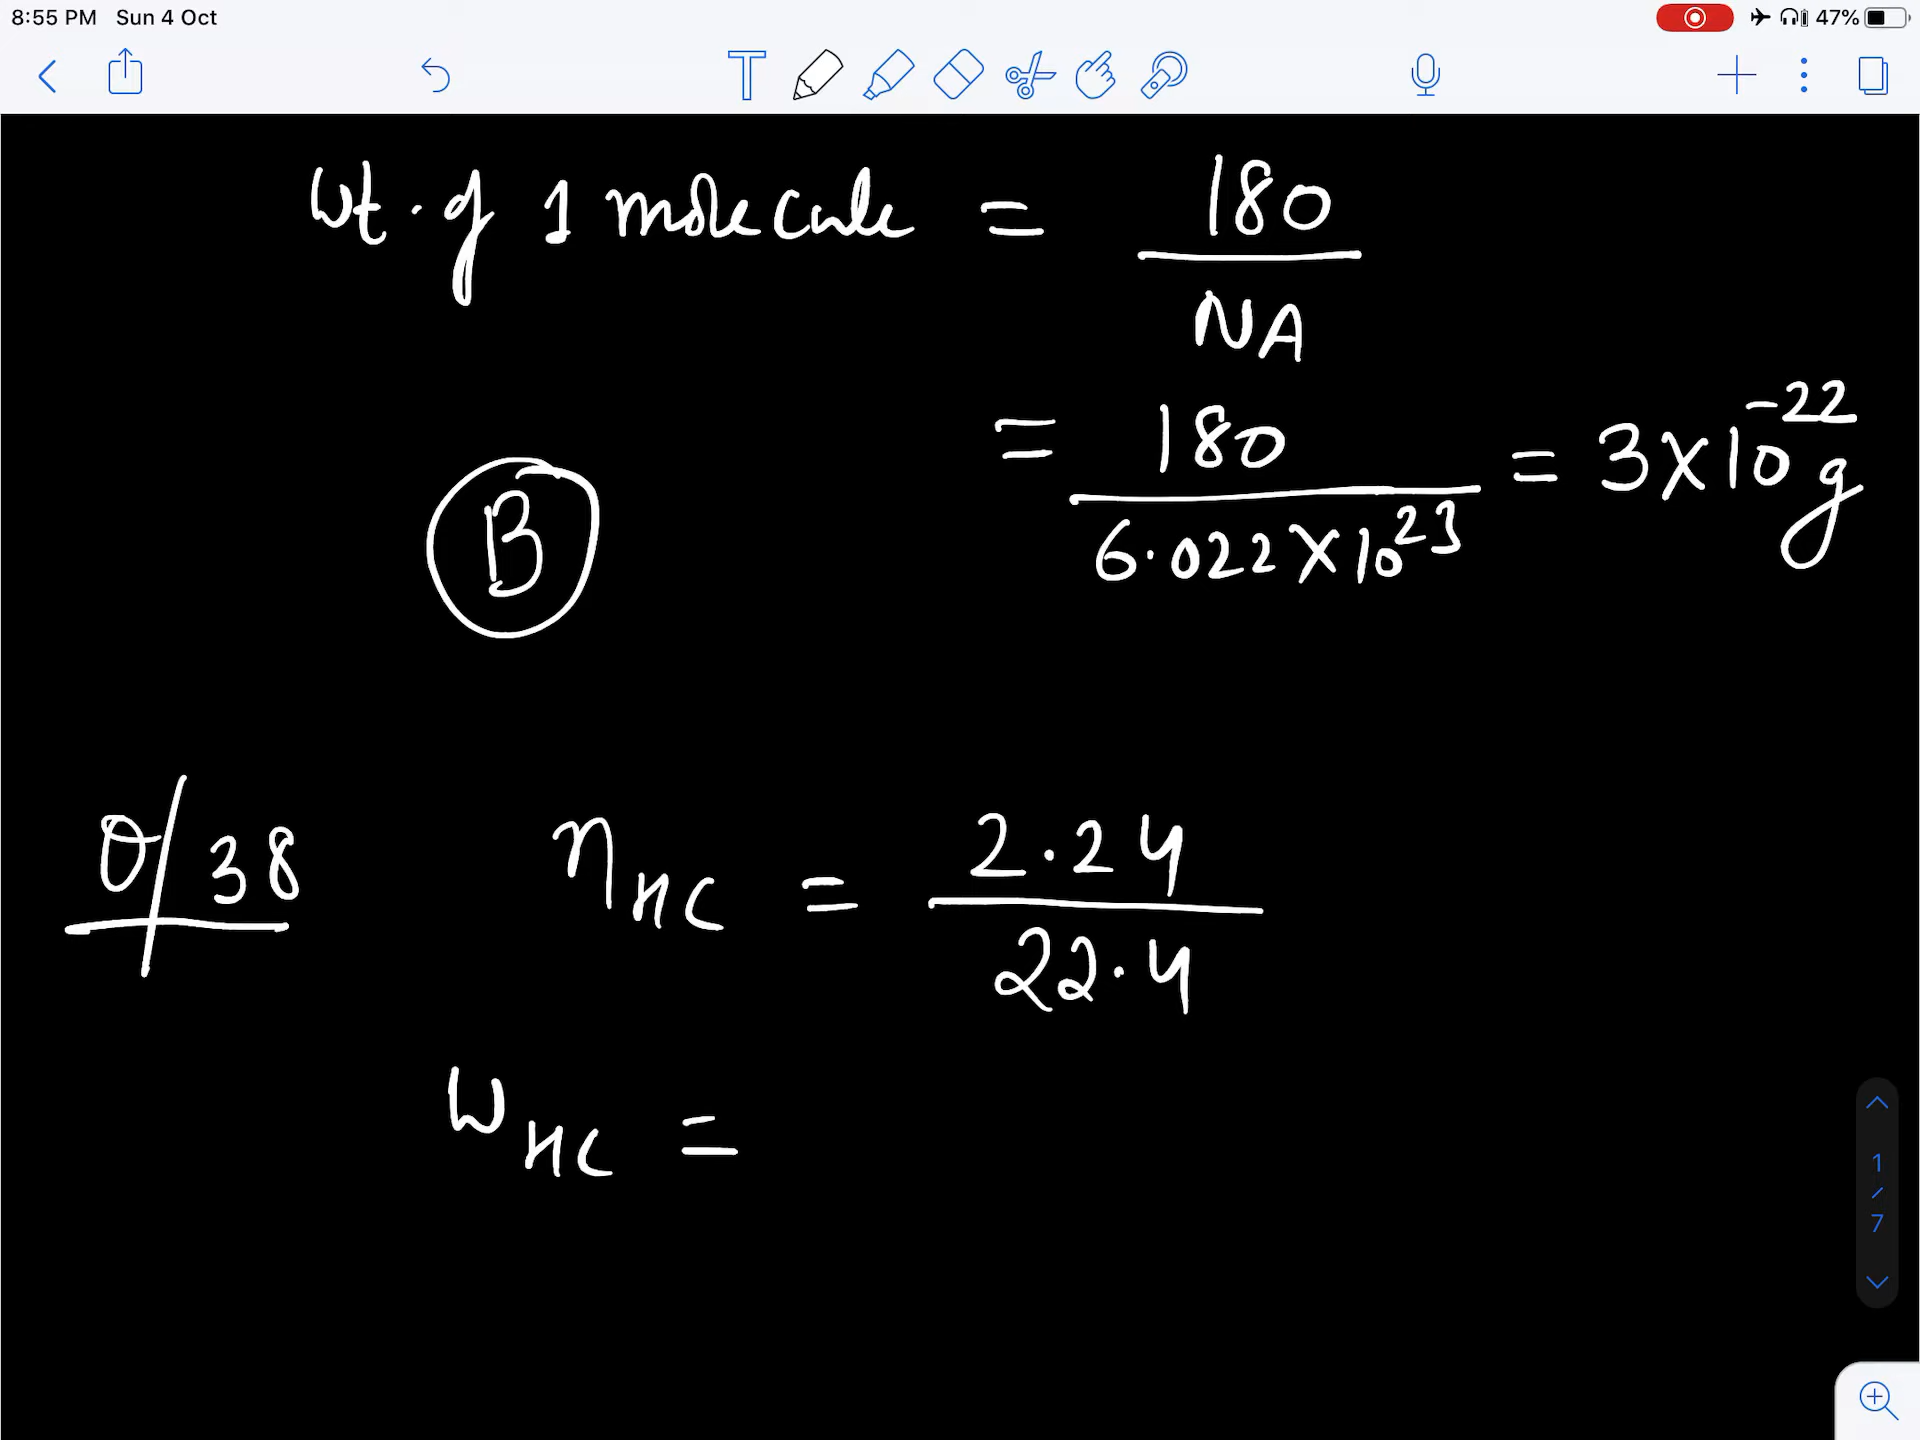 8:55 PM Sun 4 Oct
47%
T
Wt. of 1 molecule = 180 / NA
= 180 / 6.022 X 10^23 = 3 X 10^-22 g
B
Q/38 n_HC = 2.24 / 22.4
W_HC =
1
/
7